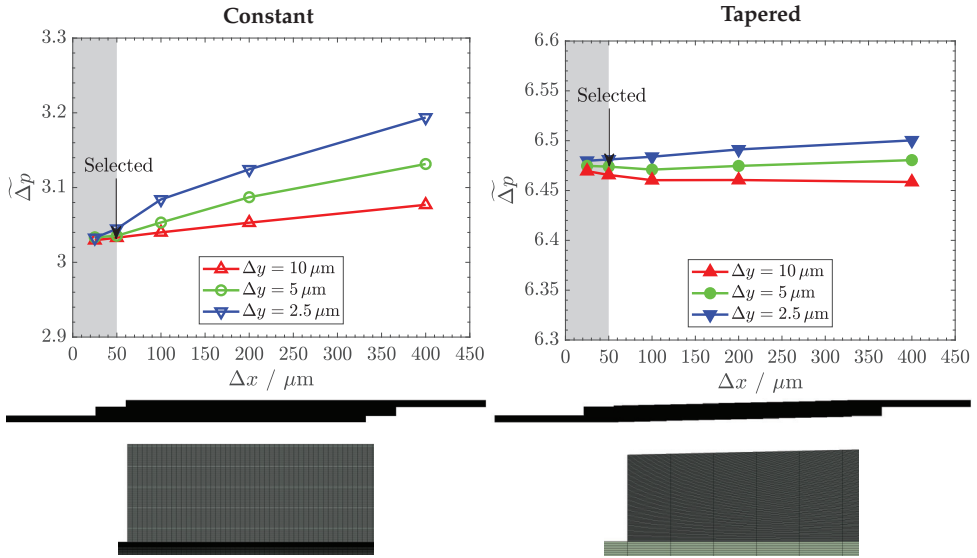 Constant
3.3
3.2
3.1
3
2.9
Δp̃
Selected
Δy = 10 μm
Δy = 5 μm
Δy = 2.5 μm
0 50 100 150 200 250 300 350 400 450
Δx / μm
Tapered
6.6
6.55
6.5
6.45
6.4
6.35
6.3
Δp̃
Selected
Δy = 10 μm
Δy = 5 μm
Δy = 2.5 μm
0 50 100 150 200 250 300 350 400 450
Δx / μm